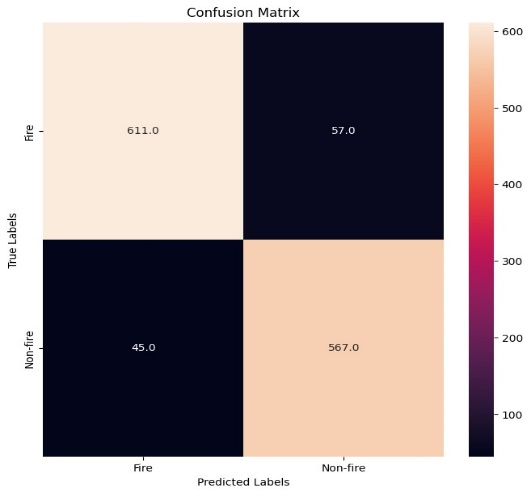 Confusion Matrix
600
611.0
57.0
Fire
500
400
True Labels
300
45.0
567.0
Non-fire
200
100
Fire
Non-fire
Predicted Labels